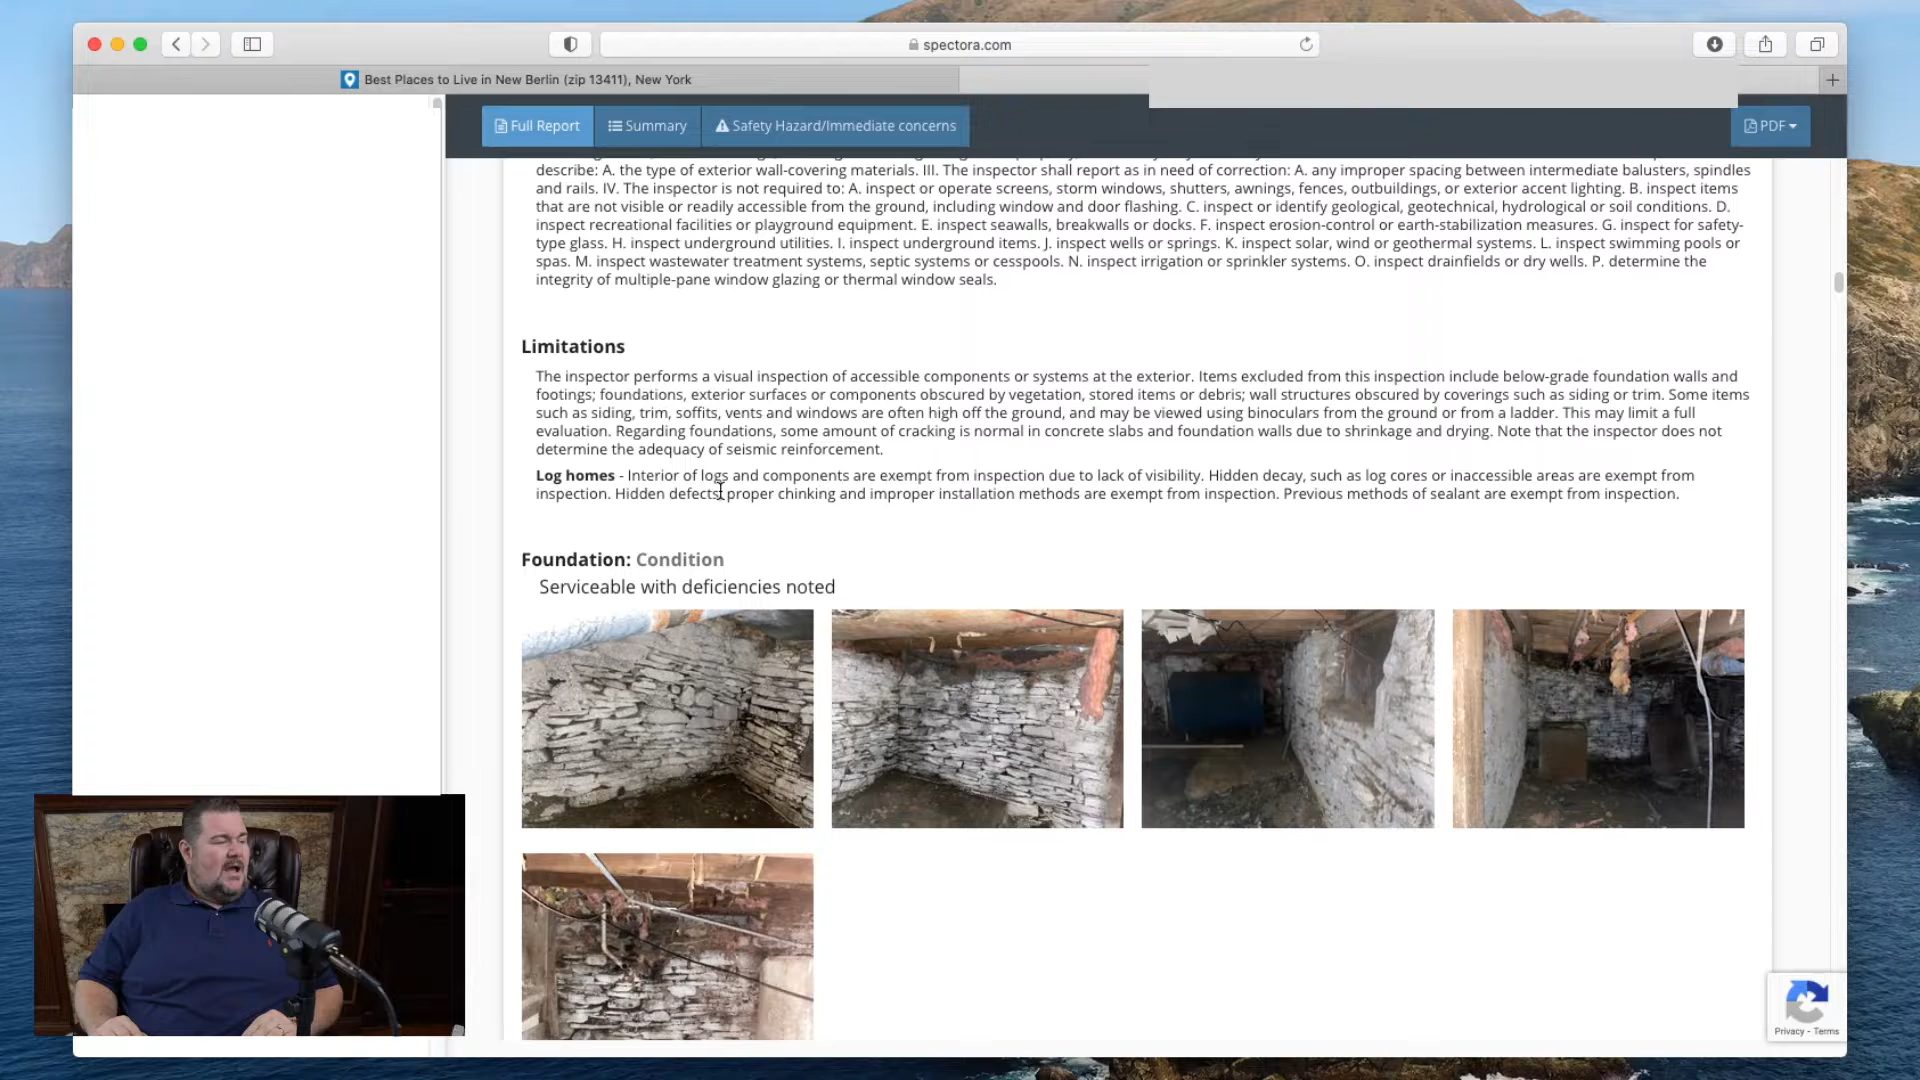 spectora.com
Best Places to Live in New Berlin (zip 13411), New York
Full Report
Summary
Safety Hazard/Immediate concerns
PDF
describe: A. the type of exterior wall-covering materials. III. The inspector shall report as in need of correction: A. any improper spacing between intermediate balusters, spindles
and rails. IV. The inspector is not required to: A. inspect or operate screens, storm windows, shutters, awnings, fences, outbuildings, or exterior accent lighting. B. inspect items
that are not visible or readily accessible from the ground, including window and door flashing. C. inspect or identify geological, geotechnical, hydrological or soil conditions. D.
inspect recreational facilities or playground equipment. E. inspect seawalls, breakwalls or docks. F. inspect erosion-control or earth-stabilization measures. G. inspect for safety-
type glass. H. inspect underground utilities. I. inspect underground items. J. inspect wells or springs. K. inspect solar, wind or geothermal systems. L. inspect swimming pools or
spas. M. inspect wastewater treatment systems, septic systems or cesspools. N. inspect irrigation or sprinkler systems. O. inspect drainfields or dry wells. P. determine the
integrity of multiple-pane window glazing or thermal window seals.
Limitations
The inspector performs a visual inspection of accessible components or systems at the exterior. Items excluded from this inspection include below-grade foundation walls and
footings; foundations, exterior surfaces or components obscured by vegetation, stored items or debris; wall structures obscured by coverings such as siding or trim. Some items
such as siding, trim, soffits, vents and windows are often high off the ground, and may be viewed using binoculars from the ground or from a ladder. This may limit a full
evaluation. Regarding foundations, some amount of cracking is normal in concrete slabs and foundation walls due to shrinkage and drying. Note that the inspector does not
determine the adequacy of seismic reinforcement.
Log homes - Interior of logs and components are exempt from inspection due to lack of visibility. Hidden decay, such as log cores or inaccessible areas are exempt from
inspection. Hidden defects, proper chinking and improper installation methods are exempt from inspection. Previous methods of sealant are exempt from inspection.
Foundation: Condition
Serviceable with deficiencies noted
Privacy - Terms